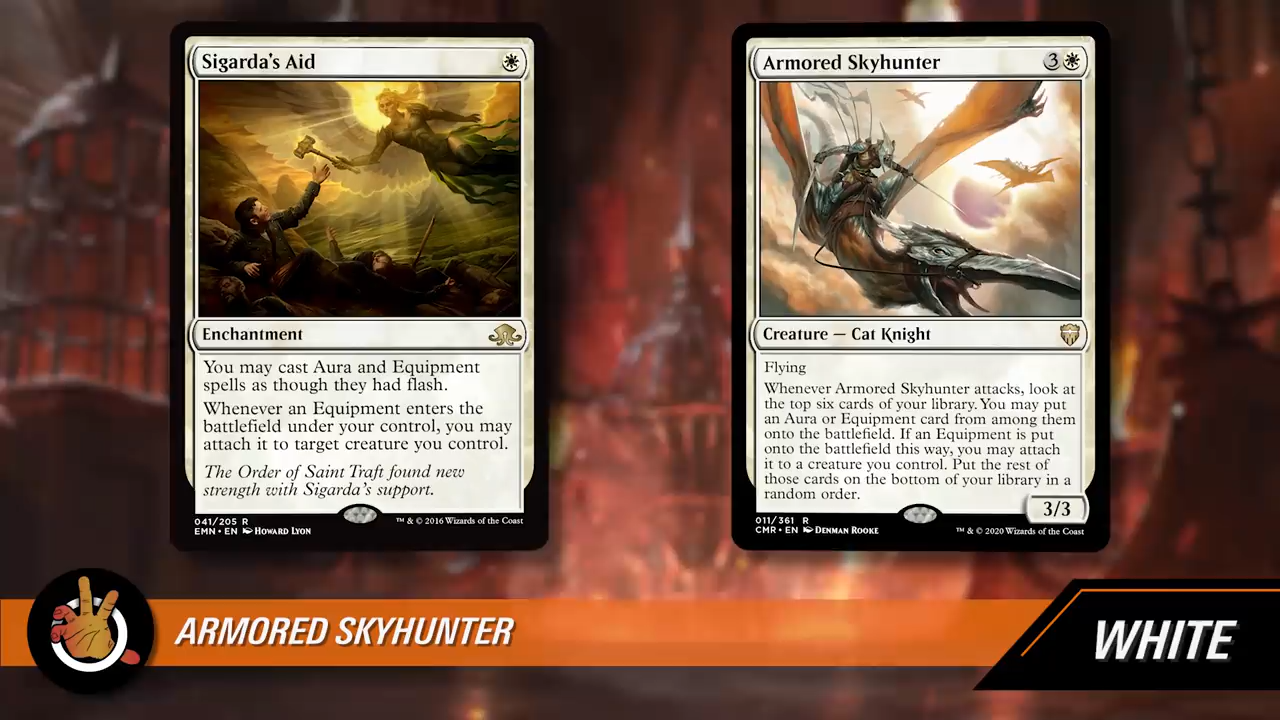 Sigarda's Aid
Enchantment
You may cast Aura and Equipment
spells as though they had flash.
Whenever an Equipment enters the
battlefield under your control, you may
attach it to target creature you control.
The Order of Saint Traft found new
strength with Sigarda's support.
041/205 R
EMN • EN Howard Lyon
™ & © 2016 Wizards of the Coast
Armored Skyhunter 3
Creature — Cat Knight
Flying
Whenever Armored Skyhunter attacks, look at
the top six cards of your library. You may put
an Aura or Equipment card from among them
onto the battlefield. If an Equipment is put
onto the battlefield this way, you may attach
it to a creature you control. Put the rest of
those cards on the bottom of your library in a
random order.
3/3
011/361 R
CMR • EN Denman Rooke
™ & © 2020 Wizards of the Coast
ARMORED SKYHUNTER
WHITE